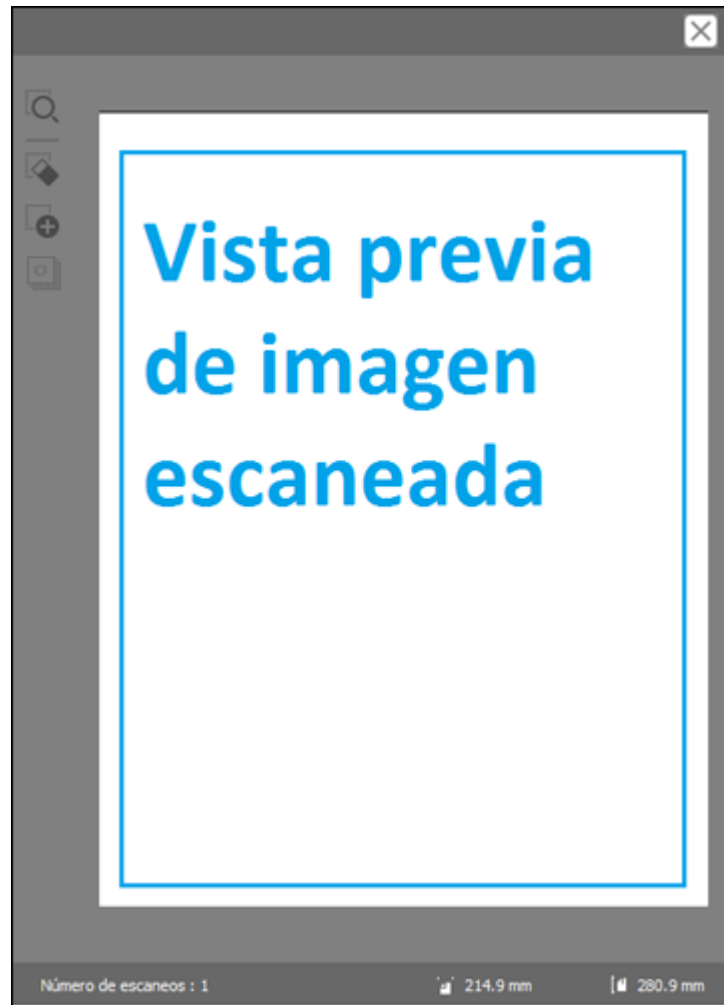 Vista previa
de imagen
escaneada
Número de escaneos : 1 214.9 mm 280.9 mm